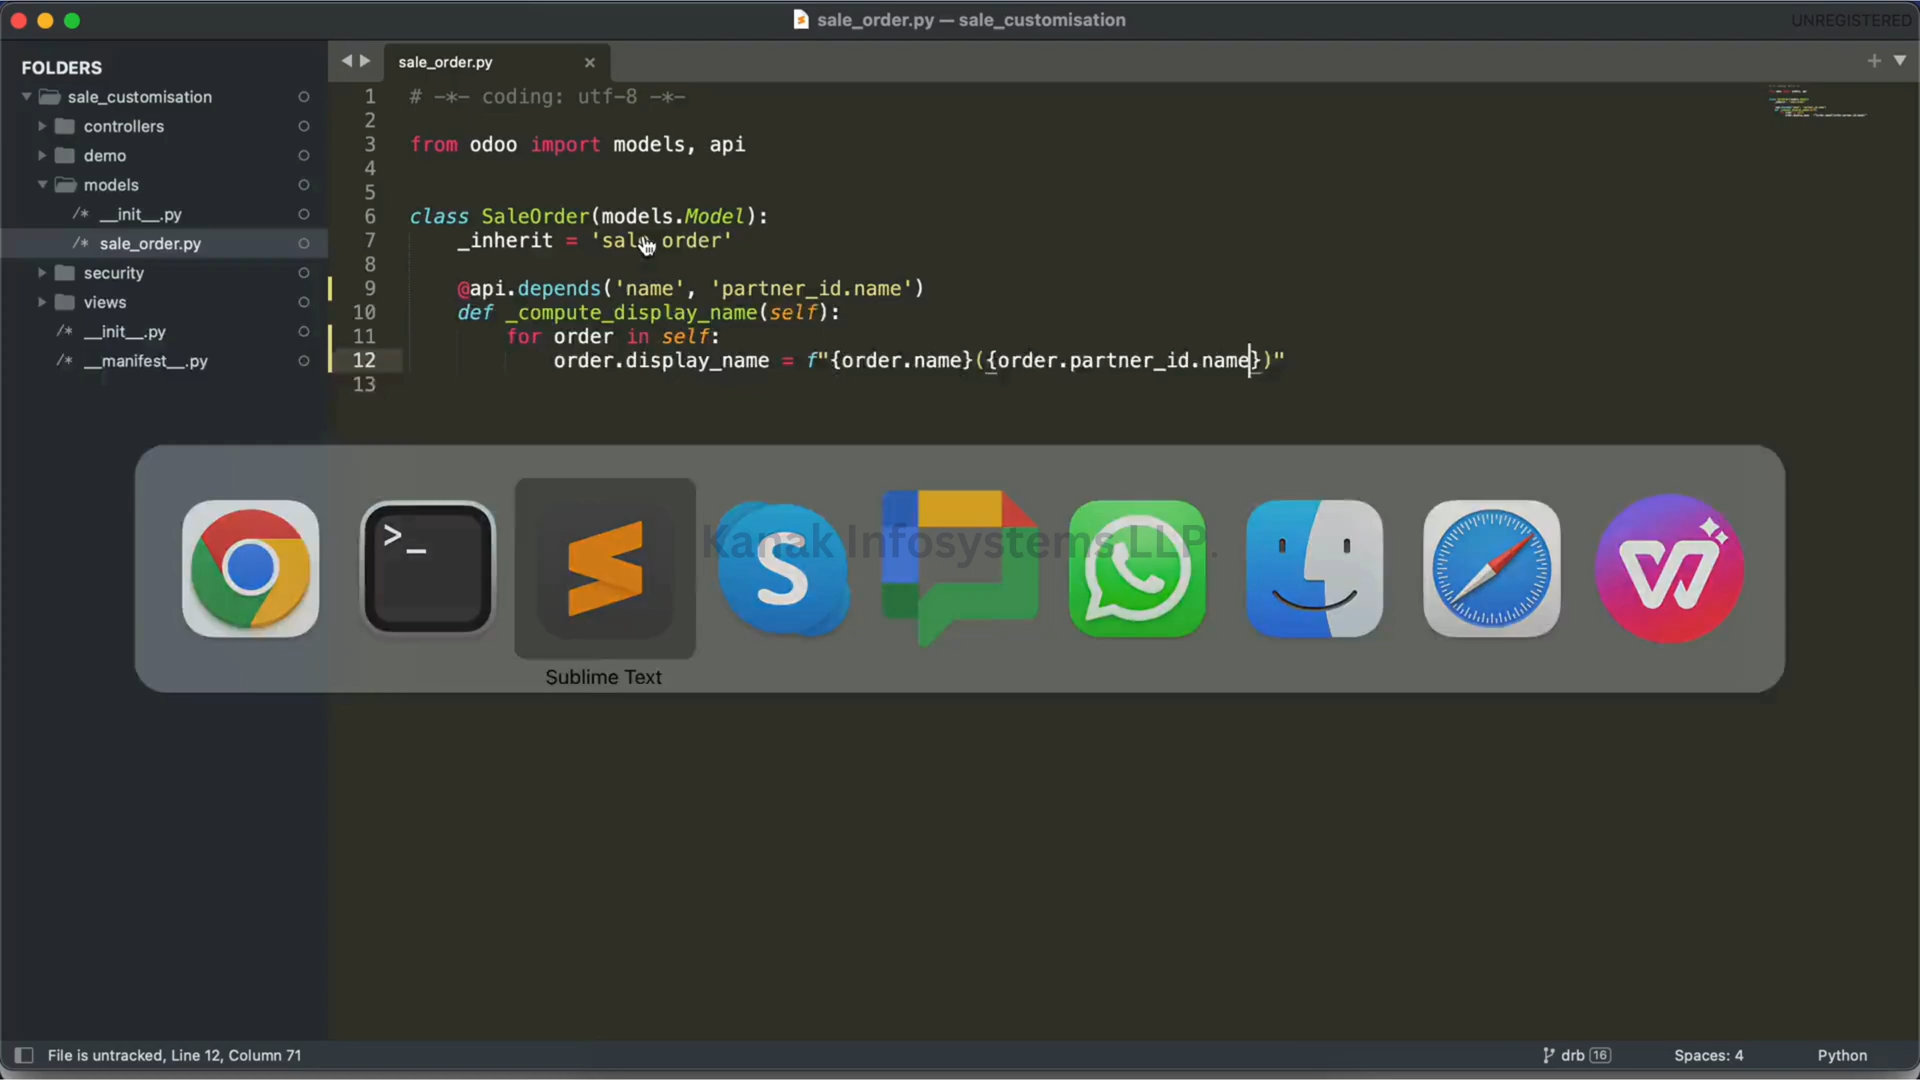 sale_order.py — sale_customisation
UNREGISTERED
FOLDERS
sale_customisation
controllers
demo
models
/* __init__.py
/* sale_order.py
security
views
/* __init__.py
/* __manifest__.py
sale_order.py
1 # -*- coding: utf-8 -*-
2
3 from odoo import models, api
4
5
6 class SaleOrder(models.Model):
7 _inherit = 'sale.order'
8
9 @api.depends('name', 'partner_id.name')
10 def _compute_display_name(self):
11 for order in self:
12 order.display_name = f"{order.name}({order.partner_id.name})"
13
>_
S
Kanak Infosystems LLP.
W
Sublime Text
File is untracked, Line 12, Column 71
drb 16
Spaces: 4
Python